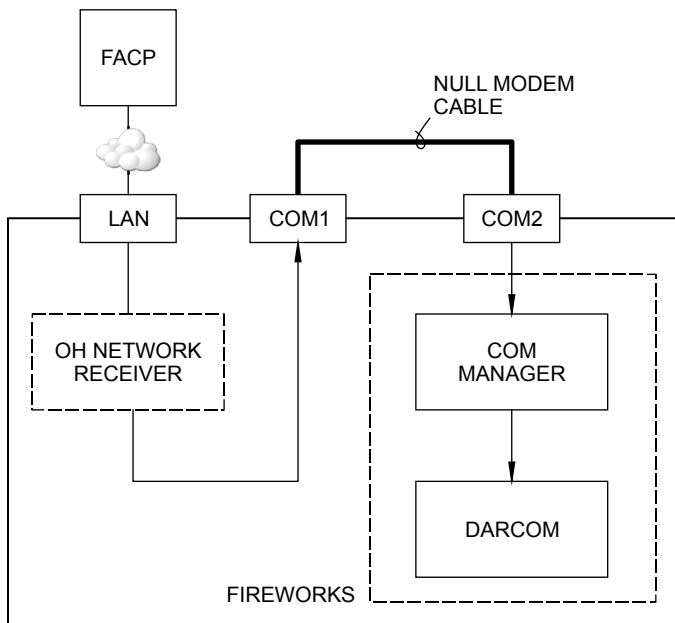 FACP
NULL MODEM
CABLE
LAN
COM1
COM2
OH NETWORK
RECEIVER
COM
MANAGER
DARCOM
FIREWORKS